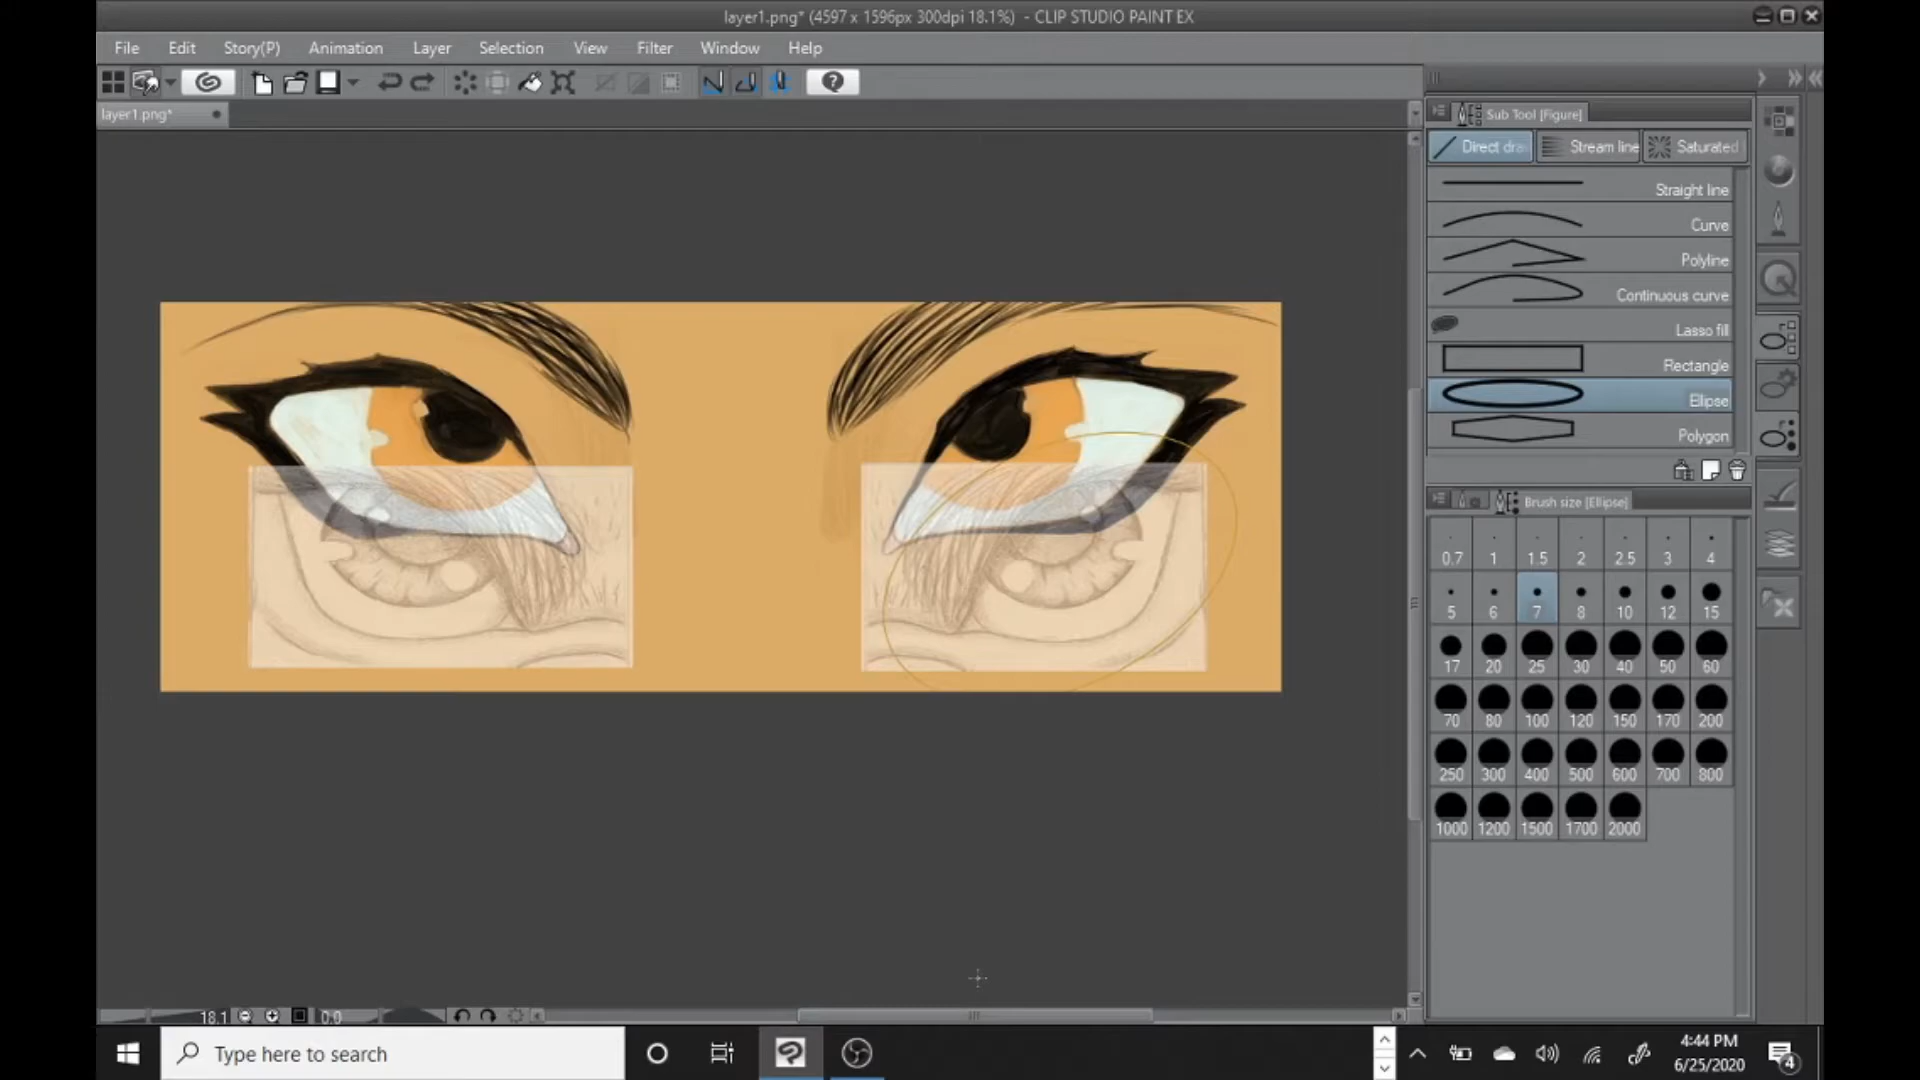 layer1.png* (4597 x 1596px 300dpi 18.1%) - CLIP STUDIO PAINT EX
File Edit Story(P) Animation Layer Selection View Filter Window Help
layer1.png*
Sub Tool [Figure]
Direct dra Stream line Saturated
Straight line
Curve
Polyline
Continuous curve
Lasso fill
Rectangle
Ellipse
Polygon
Brush size [Ellipse]
0.7 1 1.5 2 2.5 3 4
5 6 7 8 10 12 15
17 20 25 30 40 50 60
70 80 100 120 150 170 200
250 300 400 500 600 700 800
1000 1200 1500 1700 2000
18.1 0.0
Type here to search
4:44 PM
6/25/2020
4